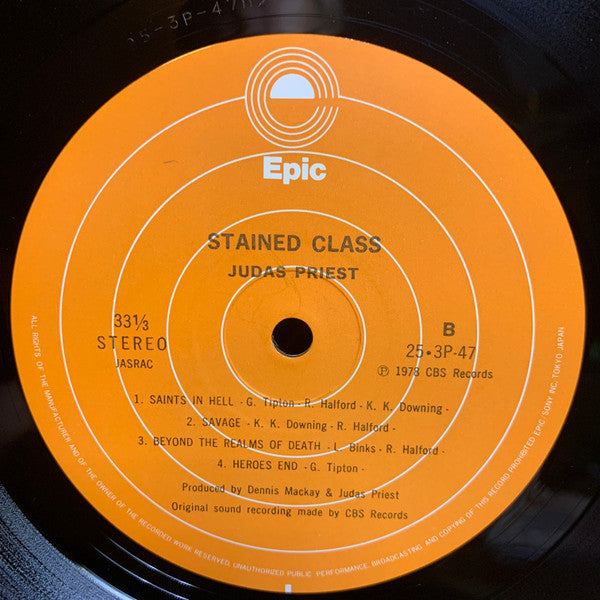 25-3P-47
Epic
STAINED CLASS
JUDAS PRIEST
33⅓
STEREO
JASRAC
B
25・3P-47
Ⓟ 1978 CBS Records
1. SAINTS IN HELL - G. Tipton - R. Halford - K. K. Downing -
2. SAVAGE - K. K. Downing - R. Halford -
3. BEYOND THE REALMS OF DEATH - L. Binks - R. Halford -
4. HEROES END - G. Tipton -
Produced by Dennis Mackay & Judas Priest
Original sound recording made by CBS Records
ALL RIGHTS OF THE MANUFACTURER AND OF THE OWNER OF THE RECORDED WORK RESERVED, UNAUTHORIZED PUBLIC PERFORMANCE, BROADCASTING AND COPYING OF THIS RECORD PROHIBITED EPIC SONY INC. TOKYO JAPAN